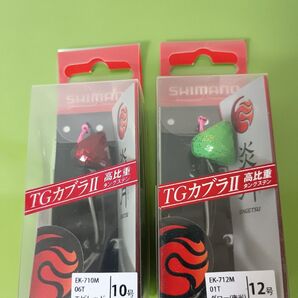 SHIMANO
TGカブラII 高比重
タングステン
EK-710M
06T
10号
SHIMANO
炎月
ENGETSU
TGカブラII 高比重
タングステン
EK-712M
01T
12号